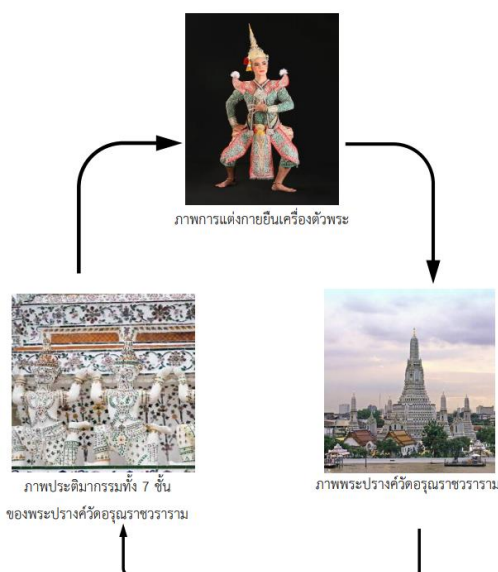 ภาพการแต่งกายยืนเครื่องตัวพระ
ภาพพระปรางค์วัดอรุณราชวราราม
ภาพประติมากรรมทั้ง 7 ชั้น
ของพระปรางค์วัดอรุณราชวราราม